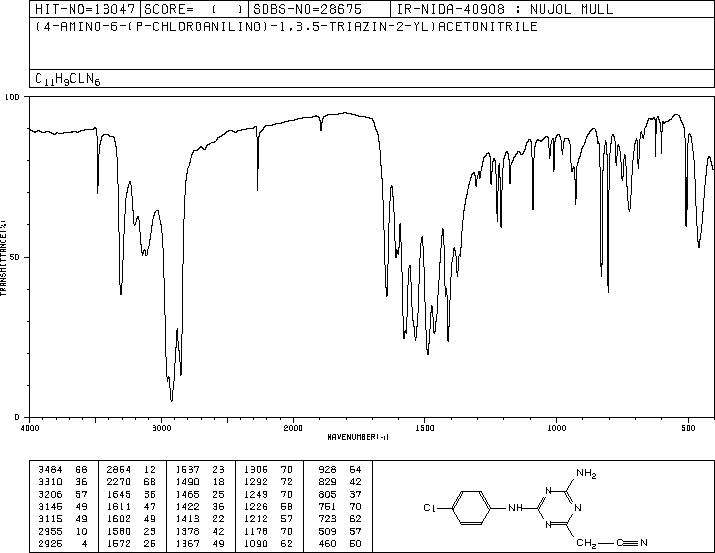 HIT-NO=13047 SCORE= ( ) SDBS-NO=28675 IR-NIDA-40908 : NUJOL MULL
(4-AMINO-6-(P-CHLOROANILINO)-1,3,5-TRIAZIN-2-YL)ACETONITRILE
C11H9CLN6
100
50
0
TRANSMITTANCE(%)
4000 3000 2000 1500 1000 500
WAVENUMBER(-1)
3484 68 2854 12 1537 23 1306 70 928 64
3310 36 2270 68 1490 18 1292 72 829 42
3206 57 1645 36 1465 25 1249 70 805 37
3145 49 1611 47 1422 36 1226 58 751 70
3115 49 1602 49 1413 22 1212 57 723 62
2955 10 1580 23 1378 42 1178 70 509 57
2925 4 1572 25 1367 49 1090 62 460 50
NH2
N N
Cl NH N
CH2 C N